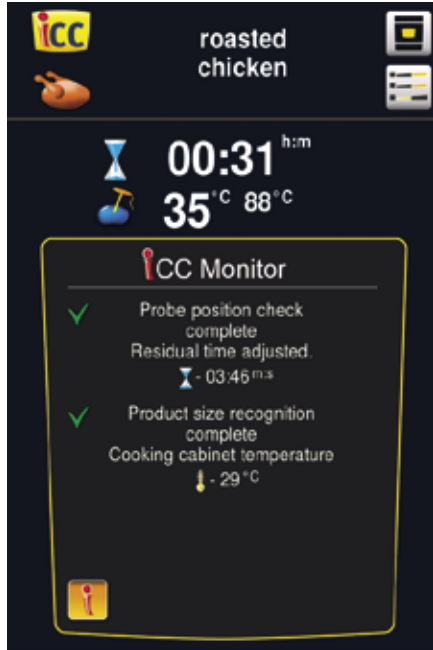 iCC
roasted
chicken
00:31 h:m
35°C 88°C
iCC Monitor
Probe position check
complete
Residual time adjusted.
- 03:46 m:s
Product size recognition
complete
Cooking cabinet temperature
- 29 °C
i